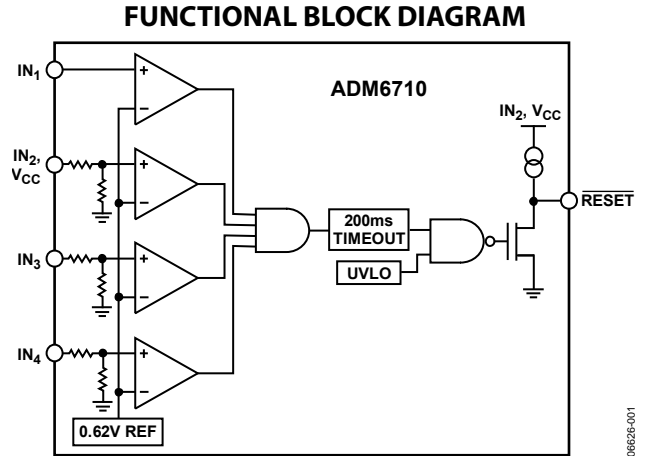 FUNCTIONAL BLOCK DIAGRAM
ADM6710
IN1
IN2,
VCC
IN3
IN4
+
−
+
−
+
−
+
−
0.62V REF
200ms
TIMEOUT
UVLO
IN2, VCC
RESET
06626-001